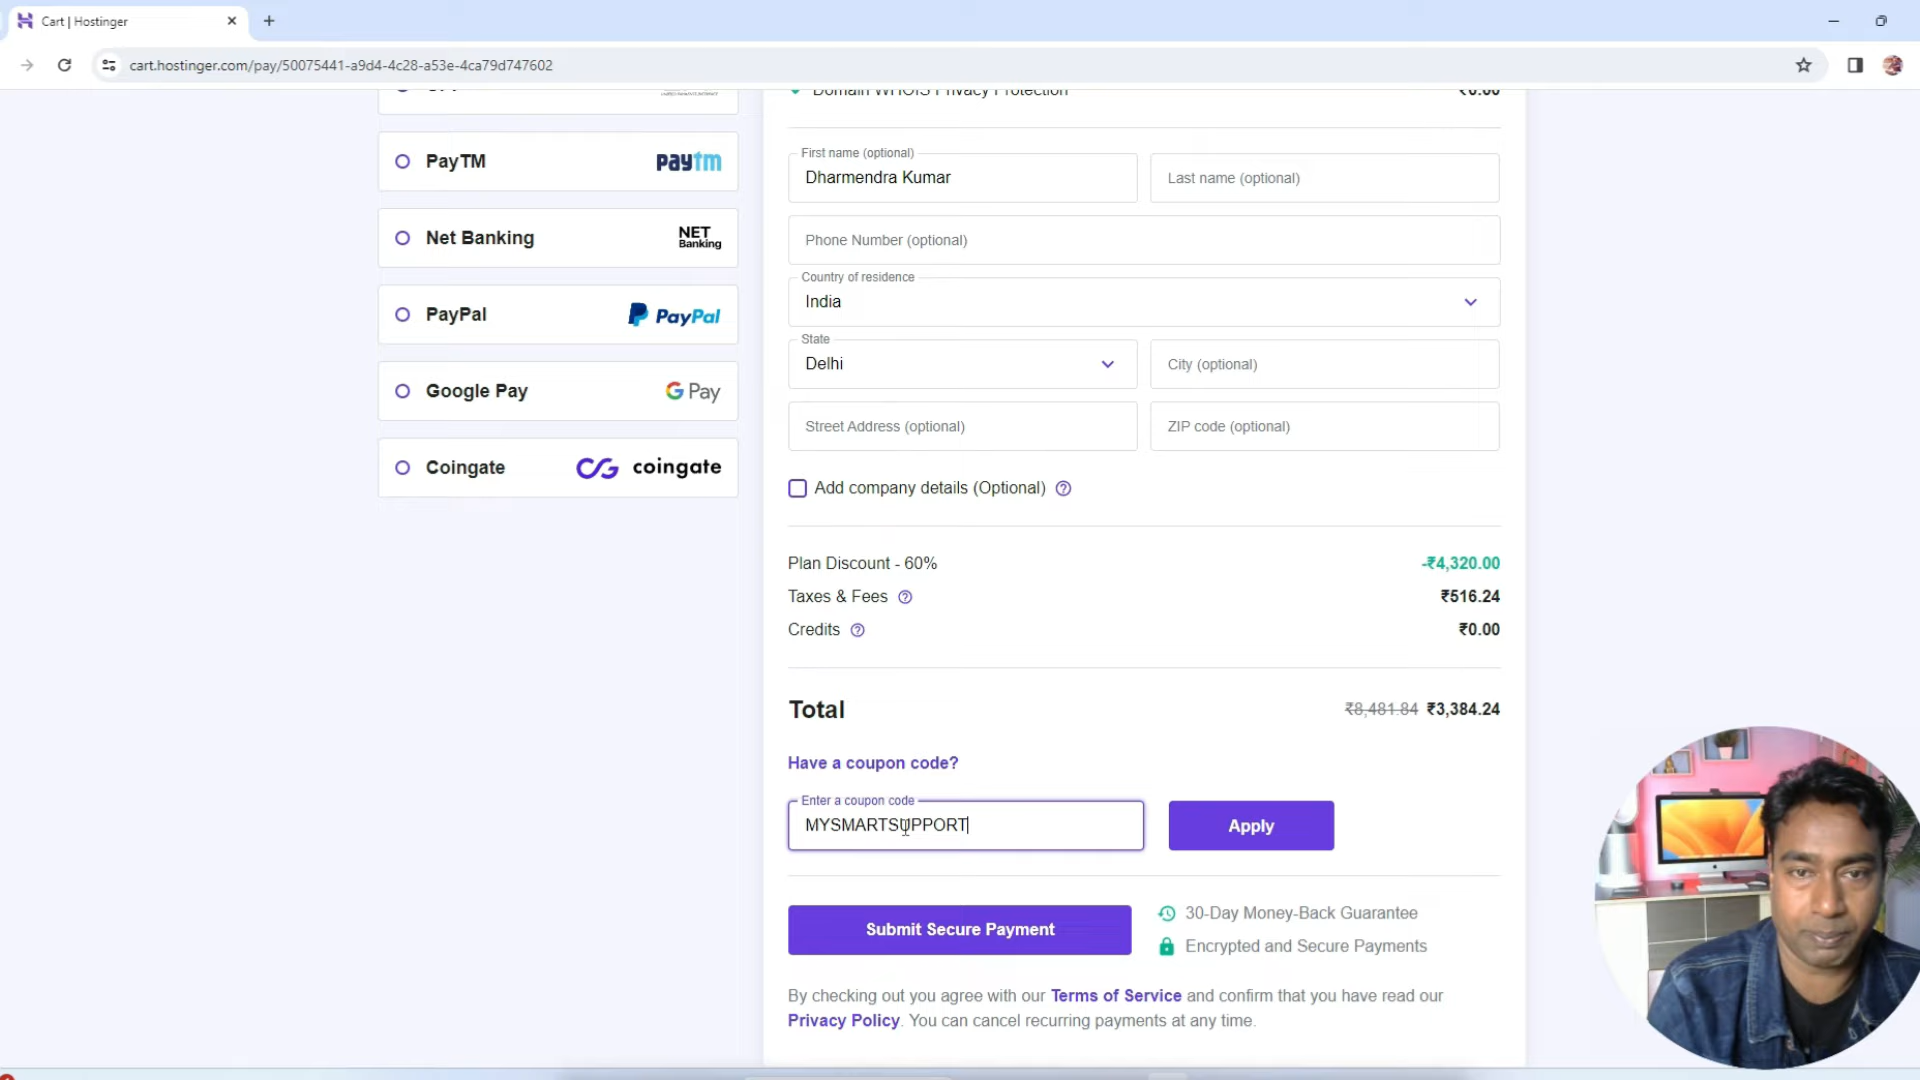 Cart | Hostinger
cart.hostinger.com/pay/50075441-a9d4-4c28-a53e-4ca79d747602
Domain WHOIS Privacy Protection ₹0.00
PayTM paytm
Net Banking NET Banking
PayPal PayPal
Google Pay G Pay
Coingate coingate
First name (optional)
Dharmendra Kumar
Last name (optional)
Phone Number (optional)
Country of residence
India
State
Delhi
City (optional)
Street Address (optional)
ZIP code (optional)
Add company details (Optional)
Plan Discount - 60% -₹4,320.00
Taxes & Fees ₹516.24
Credits ₹0.00
Total ₹8,481.84 ₹3,384.24
Have a coupon code?
Enter a coupon code
MYSMARTSUPPORT
Apply
Submit Secure Payment
30-Day Money-Back Guarantee
Encrypted and Secure Payments
By checking out you agree with our Terms of Service and confirm that you have read our
Privacy Policy. You can cancel recurring payments at any time.